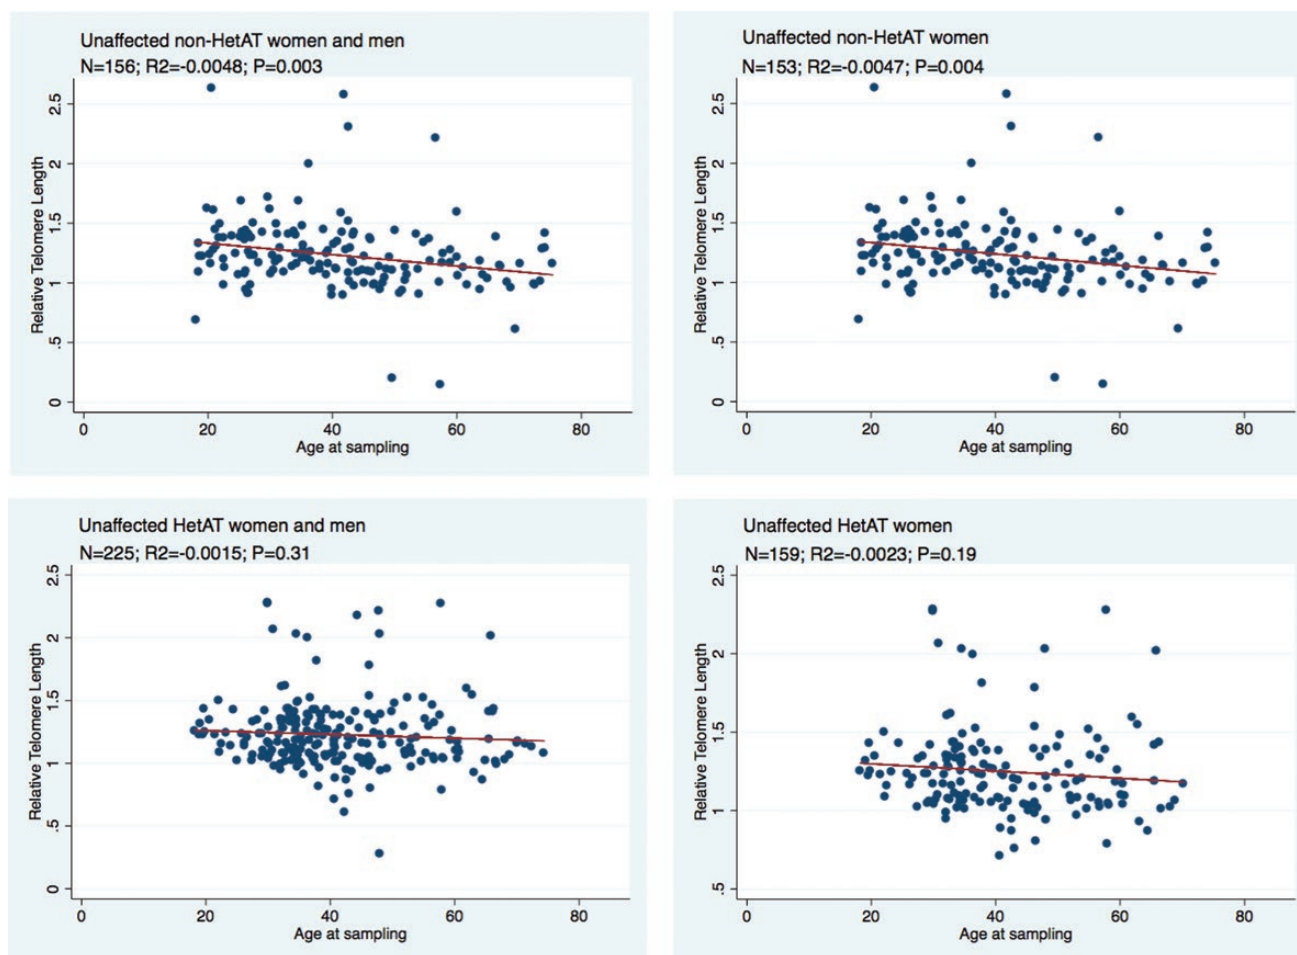 Unaffected non-HetAT women and men
N=156; R2=-0.0048; P=0.003
Relative Telomere Length
2.5
2
1.5
1
.5
0
0 20 40 60 80
Age at sampling
Unaffected non-HetAT women
N=153; R2=-0.0047; P=0.004
Relative Telomere Length
2.5
2
1.5
1
.5
0
0 20 40 60 80
Age at sampling
Unaffected HetAT women and men
N=225; R2=-0.0015; P=0.31
Relative Telomere Length
2.5
2
1.5
1
.5
0
0 20 40 60 80
Age at sampling
Unaffected HetAT women
N=159; R2=-0.0023; P=0.19
Relative Telomere Length
2.5
2
1.5
1
.5
0 20 40 60 80
Age at sampling